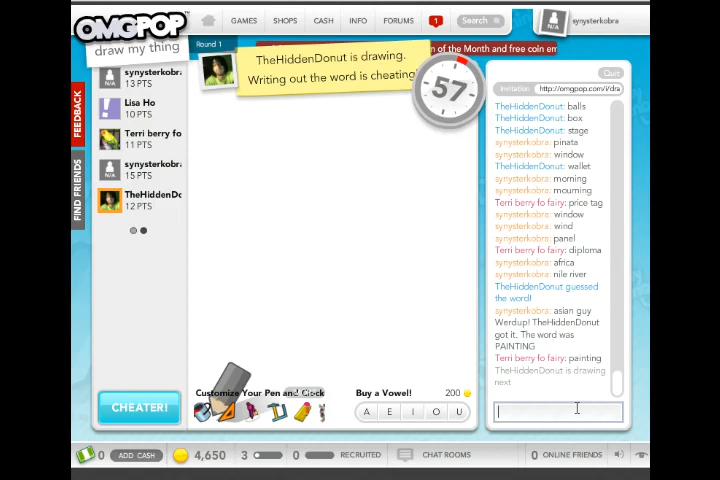 OMGPOP
GAMES SHOPS CASH INFO FORUMS 1 Search synysterkobra
draw my thing
Round 1
n of the Month and free coin em
TheHiddenDonut is drawing.
Writing out the word is cheating!
57
Quit
Invitation http://omgpop.com/i/dra
FEEDBACK
FIND FRIENDS
N/A
synysterkobra
13 PTS
Lisa Ho
10 PTS
Terri berry fo
11 PTS
N/A
synysterkobra
15 PTS
TheHiddenDo
12 PTS
TheHiddenDonut: balls
TheHiddenDonut: box
TheHiddenDonut: stage
synysterkobra: pinata
synysterkobra: window
TheHiddenDonut: wallet
synysterkobra: morning
synysterkobra: mourning
Terri berry fo fairy: price tag
synysterkobra: window
synysterkobra: wind
synysterkobra: panel
Terri berry fo fairy: diploma
synysterkobra: africa
synysterkobra: nile river
TheHiddenDonut guessed
the word!
synysterkobra: asian guy
Werdup! TheHiddenDonut
got it. The word was
PAINTING
Terri berry fo fairy: painting
TheHiddenDonut is drawing
next
Customize Your Pen and Clock
Buy a Vowel! 200
A E I O U
CHEATER!
0 ADD CASH 4,650 3 0 RECRUITED CHAT ROOMS 0 ONLINE FRIENDS